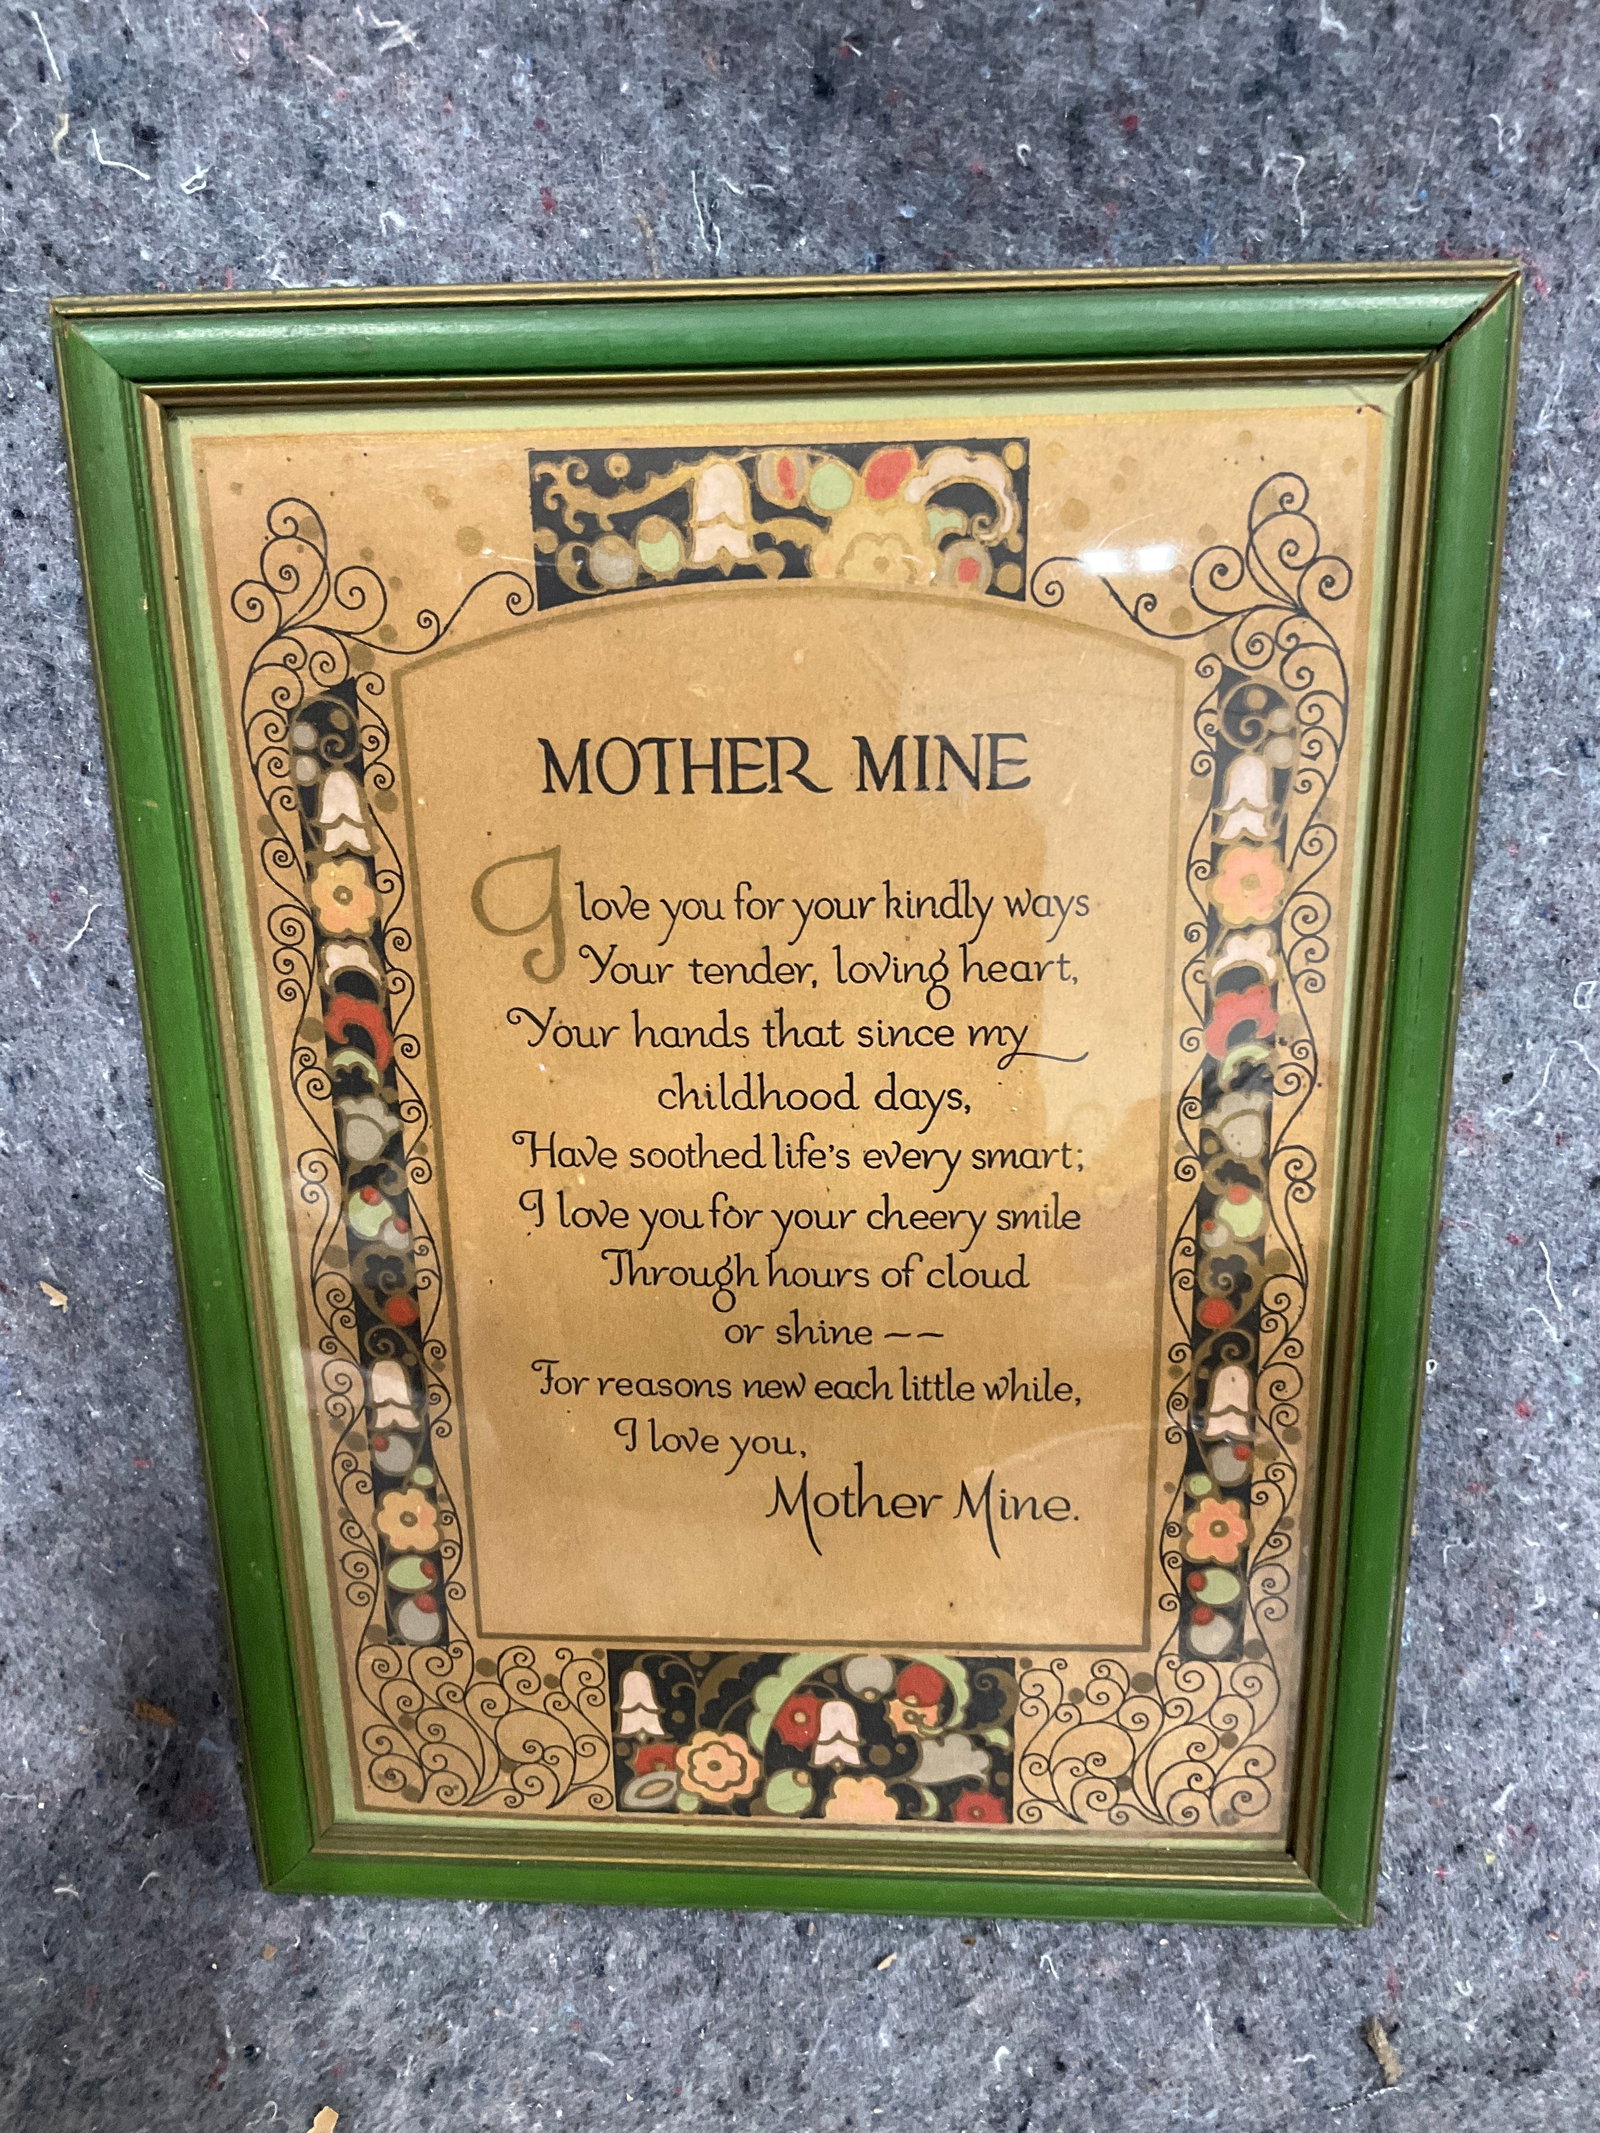 MOTHER MINE
I love you for your kindly ways
Your tender, loving heart,
Your hands that since my
childhood days,
Have soothed life's every smart;
I love you for your cheery smile
Through hours of cloud
or shine --
For reasons new each little while,
I love you,
Mother Mine.